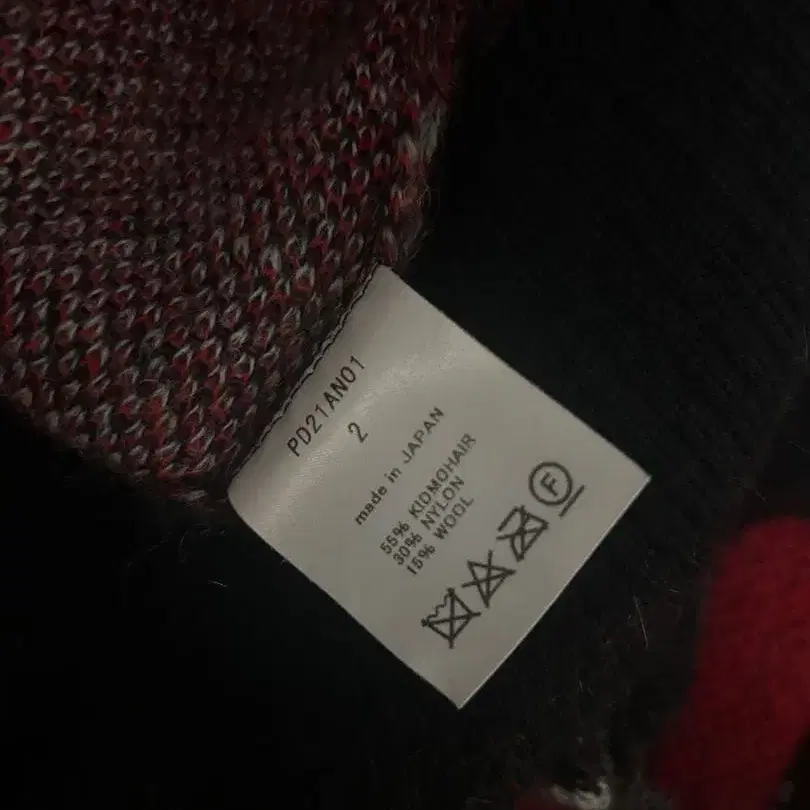 PD21AN01
2
made in JAPAN
55% KIDMOHAIR
30% NYLON
15% WOOL
F